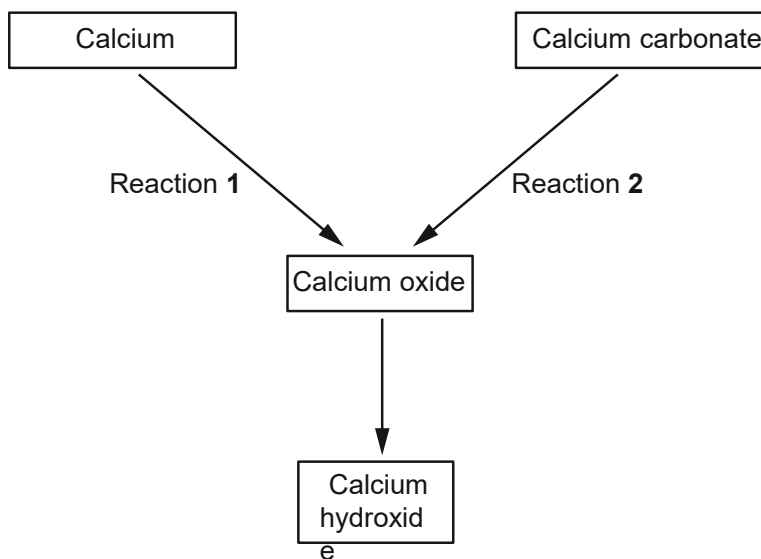 Calcium
Calcium carbonate
Reaction 1
Reaction 2
Calcium oxide
Calcium
hydroxid
e